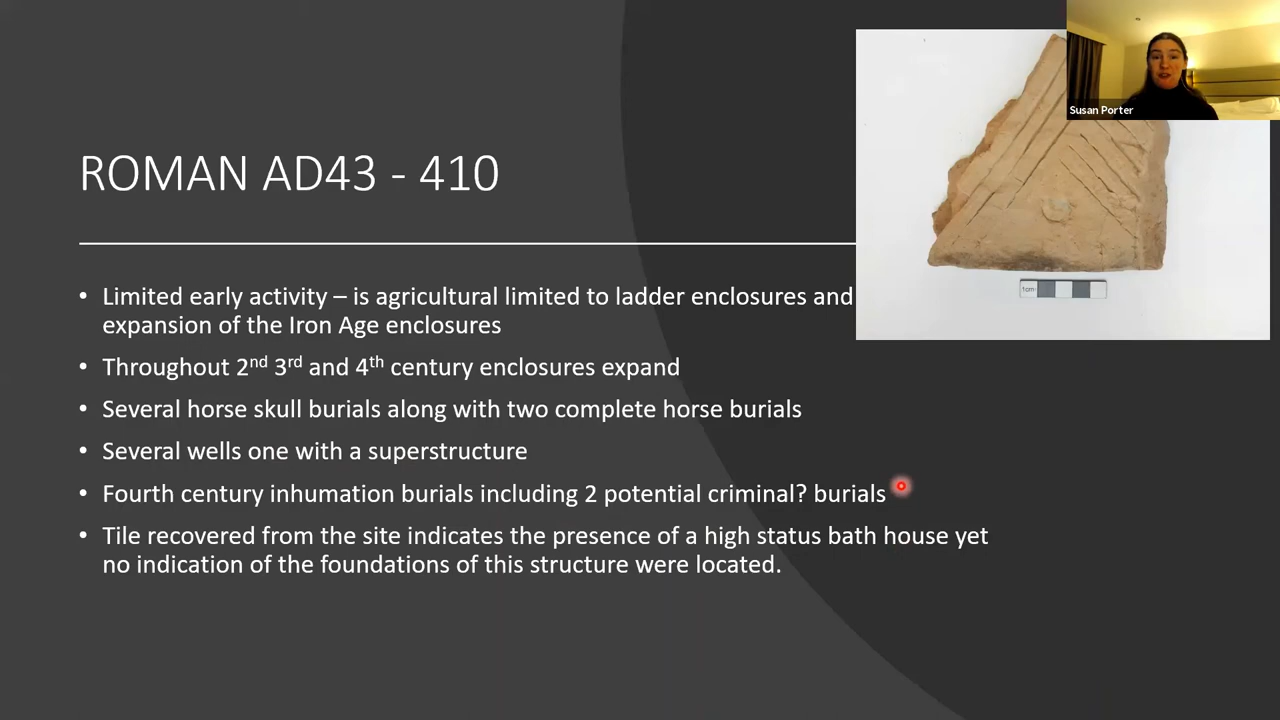 Susan Porter
ROMAN AD43 - 410
• Limited early activity – is agricultural limited to ladder enclosures and
expansion of the Iron Age enclosures
• Throughout 2nd 3rd and 4th century enclosures expand
• Several horse skull burials along with two complete horse burials
• Several wells one with a superstructure
• Fourth century inhumation burials including 2 potential criminal? burials
• Tile recovered from the site indicates the presence of a high status bath house yet
no indication of the foundations of this structure were located.